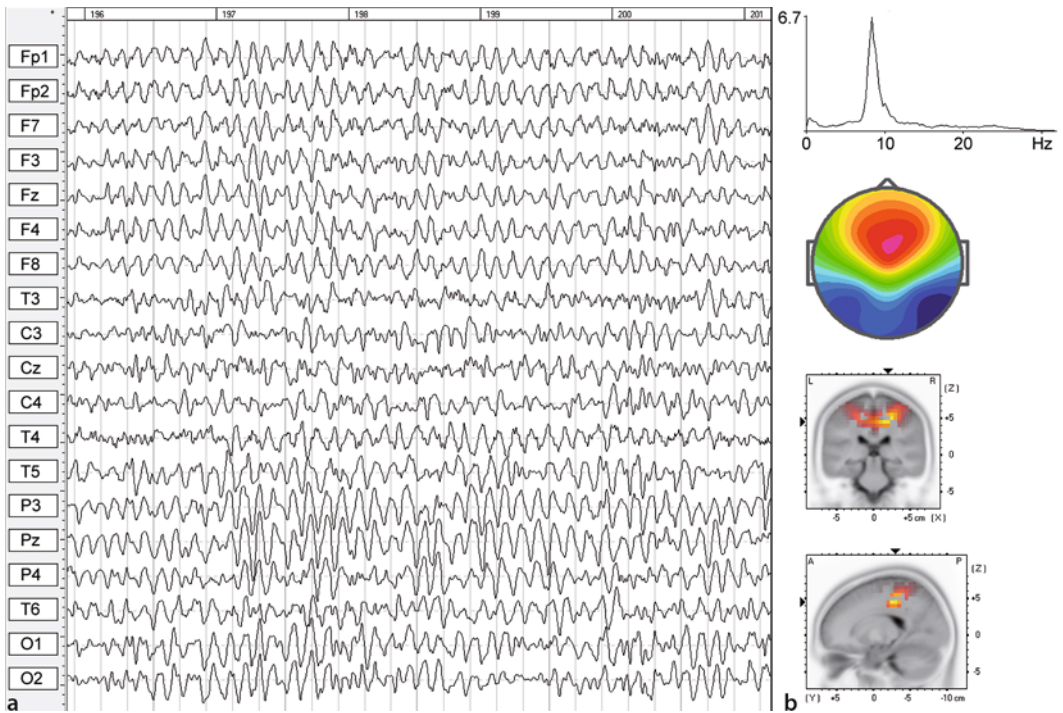 196 197 198 199 200 201
Fp1
Fp2
F7
F3
Fz
F4
F8
T3
C3
Cz
C4
T4
T5
P3
Pz
P4
T6
O1
O2
a
6.7
0 10 20 Hz
L R (Z)
+5
0
-5
-5 0 +5 cm (X)
A P (Z)
+5
0
-5
(Y) +5 0 -5 -10 cm
b